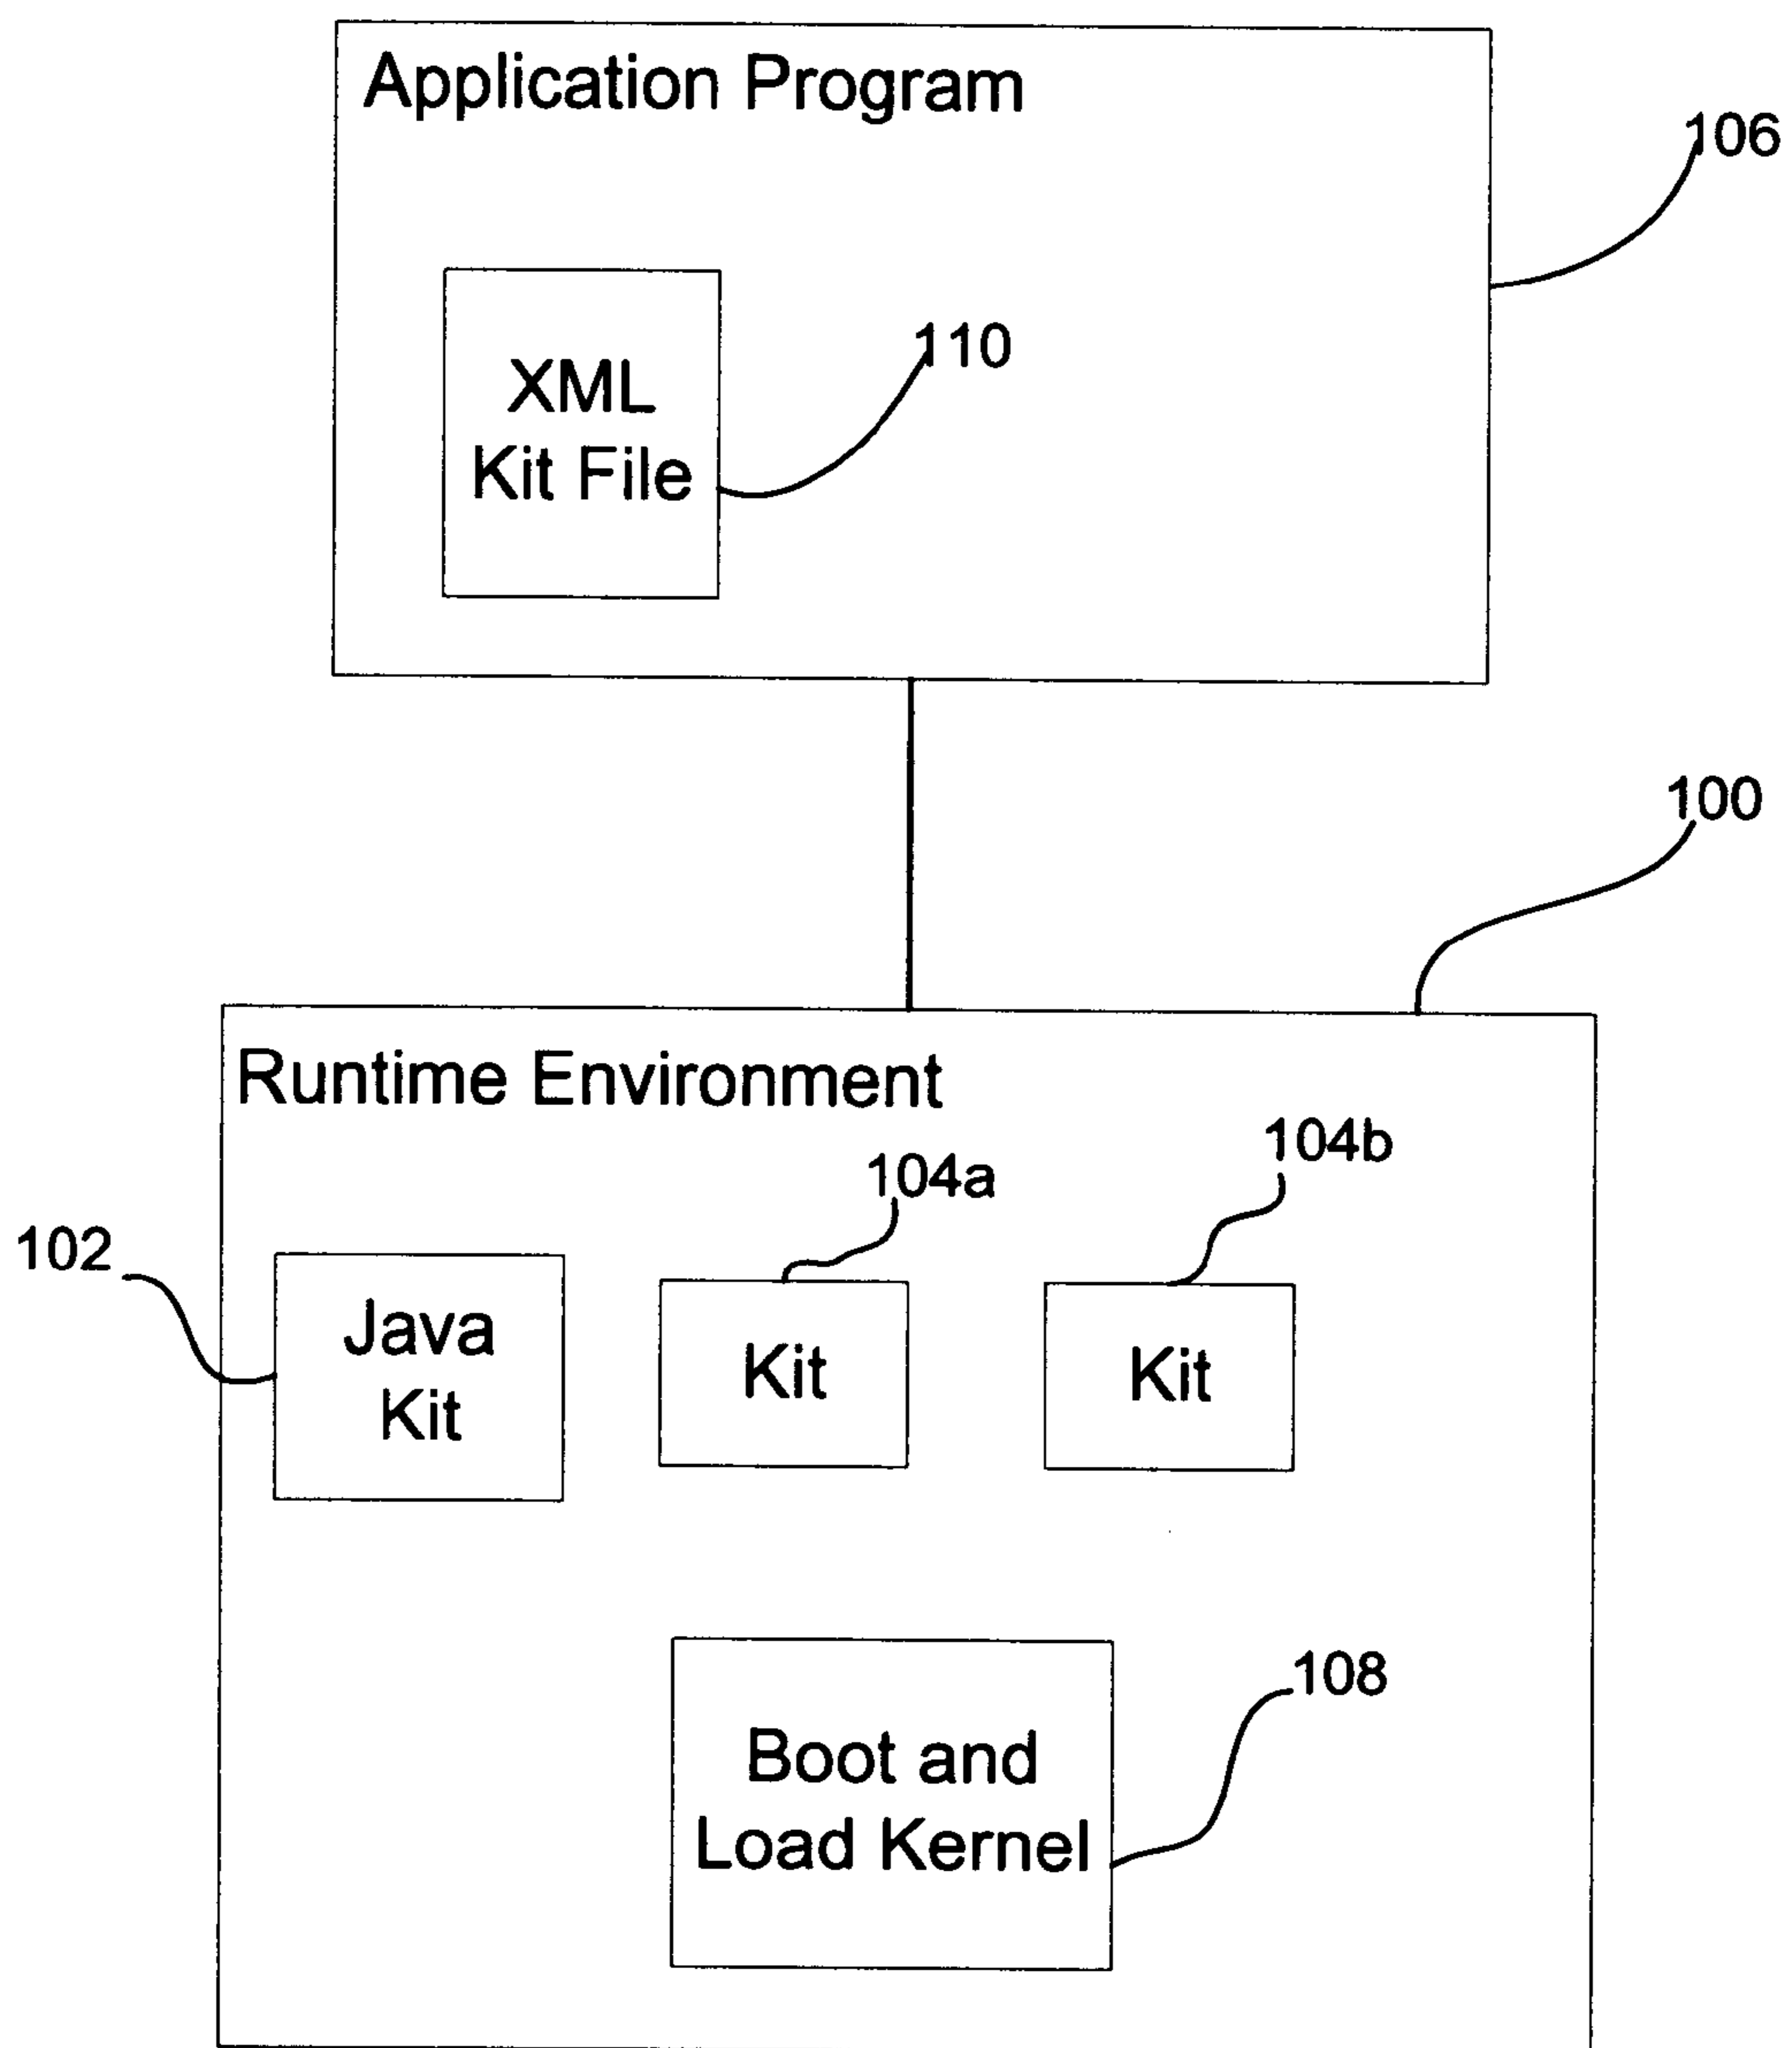 Application Program
106
XML
Kit File
110
100
Runtime Environment
104a
104b
102
Java
Kit
Kit
Kit
108
Boot and
Load Kernel